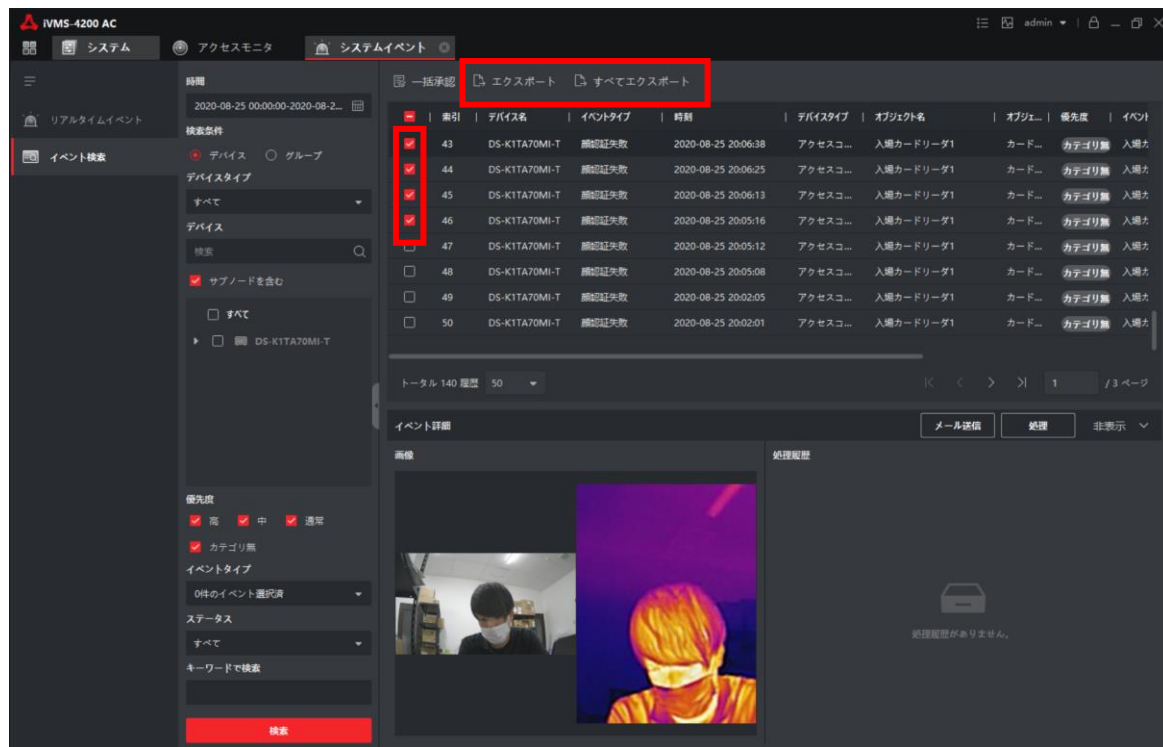 iVMS-4200 AC
admin
システム
アクセスモニタ
システムイベント
リアルタイムイベント
イベント検索
時間
2020-08-25 00:00:00-2020-08-2...
検索条件
デバイス
グループ
デバイスタイプ
すべて
デバイス
検索
サブノードを含む
すべて
DS-K1TA70MI-T
優先度
高
中
通常
カテゴリ無
イベントタイプ
0件のイベント選択済
ステータス
すべて
キーワードで検索
検索
一括承認
エクスポート
すべてエクスポート
索引 | デバイス名 | イベントタイプ | 時刻 | デバイスタイプ | オブジェクト名 | オブジェ... | 優先度 | イベント
43 DS-K1TA70MI-T 顔認証失敗 2020-08-25 20:06:38 アクセスコ... 入場カードリーダ1 カード... カテゴリ無 入場カ
44 DS-K1TA70MI-T 顔認証失敗 2020-08-25 20:06:25 アクセスコ... 入場カードリーダ1 カード... カテゴリ無 入場カ
45 DS-K1TA70MI-T 顔認証失敗 2020-08-25 20:06:13 アクセスコ... 入場カードリーダ1 カード... カテゴリ無 入場カ
46 DS-K1TA70MI-T 顔認証失敗 2020-08-25 20:05:16 アクセスコ... 入場カードリーダ1 カード... カテゴリ無 入場カ
47 DS-K1TA70MI-T 顔認証失敗 2020-08-25 20:05:12 アクセスコ... 入場カードリーダ1 カード... カテゴリ無 入場カ
48 DS-K1TA70MI-T 顔認証失敗 2020-08-25 20:05:08 アクセスコ... 入場カードリーダ1 カード... カテゴリ無 入場カ
49 DS-K1TA70MI-T 顔認証失敗 2020-08-25 20:02:05 アクセスコ... 入場カードリーダ1 カード... カテゴリ無 入場カ
50 DS-K1TA70MI-T 顔認証失敗 2020-08-25 20:02:01 アクセスコ... 入場カードリーダ1 カード... カテゴリ無 入場カ
トータル 140 履歴 50
1 / 3 ページ
イベント詳細
メール送信
処理
非表示
画像
処理履歴
処理履歴がありません。